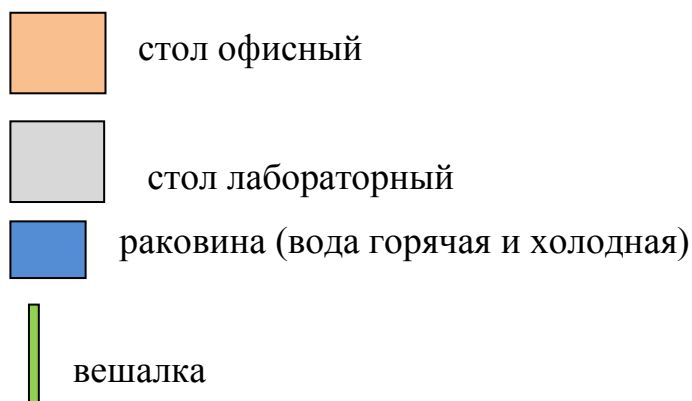 стол офисный
стол лабораторный
раковина (вода горячая и холодная)
вешалка